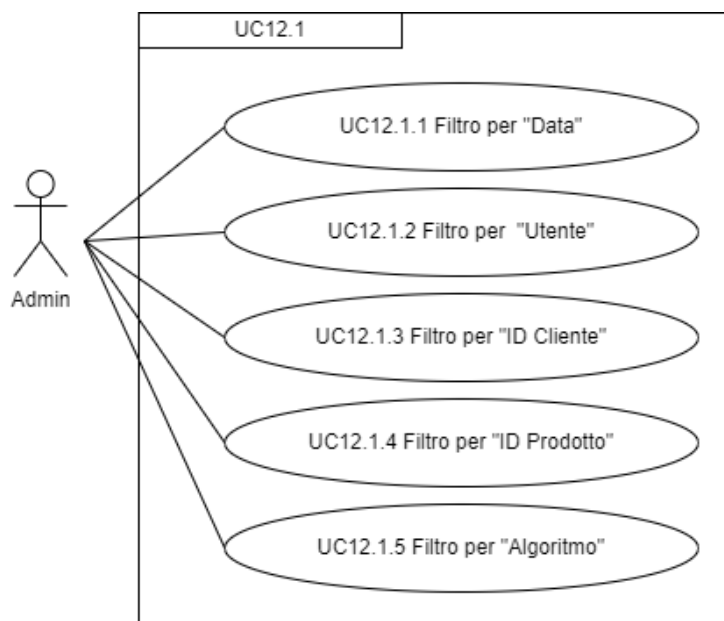 UC12.1
UC12.1.1 Filtro per "Data"
UC12.1.2 Filtro per "Utente"
Admin
UC12.1.3 Filtro per "ID Cliente"
UC12.1.4 Filtro per "ID Prodotto"
UC12.1.5 Filtro per "Algoritmo"